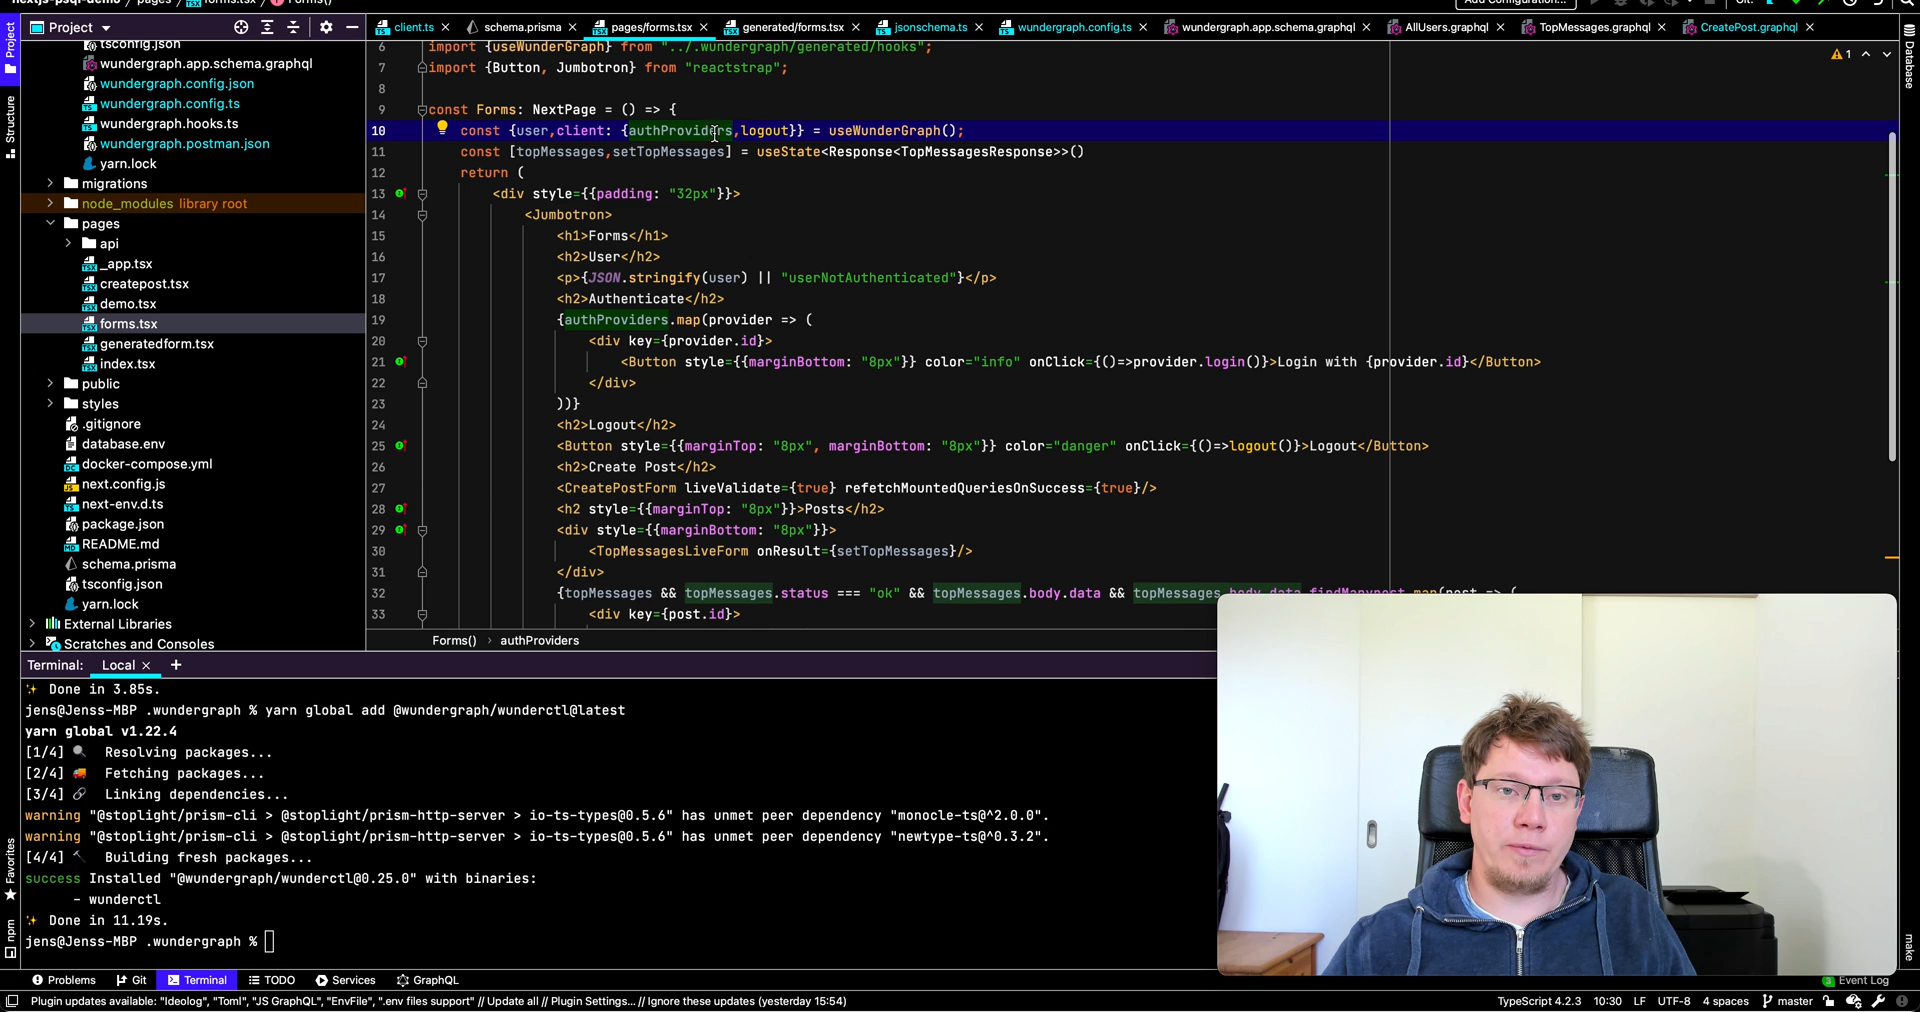 nextjs-psql-demo
pages
forms.tsx
Forms()
Add Configuration...
Git:
Project
client.ts
schema.prisma
pages/forms.tsx
generated/forms.tsx
jsonschema.ts
wundergraph.config.ts
wundergraph.app.schema.graphql
AllUsers.graphql
TopMessages.graphql
CreatePost.graphql
Project
Structure
Favorites
npm
Database
make
tsconfig.json
wundergraph.app.schema.graphql
wundergraph.config.json
wundergraph.config.ts
wundergraph.hooks.ts
wundergraph.postman.json
yarn.lock
migrations
node_modules library root
pages
api
_app.tsx
createpost.tsx
demo.tsx
forms.tsx
generatedform.tsx
index.tsx
public
styles
.gitignore
database.env
docker-compose.yml
next.config.js
next-env.d.ts
package.json
README.md
schema.prisma
tsconfig.json
yarn.lock
External Libraries
Scratches and Consoles
1
6 import {useWunderGraph} from "../.wundergraph/generated/hooks";
7 import {Button, Jumbotron} from "reactstrap";
8
9 const Forms: NextPage = () => {
10 const {user,client: {authProviders,logout}} = useWunderGraph();
11 const [topMessages,setTopMessages] = useState<Response<TopMessagesResponse>>()
12 return (
13 <div style={{padding: "32px"}}>
14 <Jumbotron>
15 <h1>Forms</h1>
16 <h2>User</h2>
17 <p>{JSON.stringify(user) || "userNotAuthenticated"}</p>
18 <h2>Authenticate</h2>
19 {authProviders.map(provider => (
20 <div key={provider.id}>
21 <Button style={{marginBottom: "8px"}} color="info" onClick={()=>provider.login()}>Login with {provider.id}</Button>
22 </div>
23 ))}
24 <h2>Logout</h2>
25 <Button style={{marginTop: "8px", marginBottom: "8px"}} color="danger" onClick={()=>logout()}>Logout</Button>
26 <h2>Create Post</h2>
27 <CreatePostForm liveValidate={true} refetchMountedQueriesOnSuccess={true}/>
28 <h2 style={{marginTop: "8px"}}>Posts</h2>
29 <div style={{marginBottom: "8px"}}>
30 <TopMessagesLiveForm onResult={setTopMessages}/>
31 </div>
32 {topMessages && topMessages.status === "ok" && topMessages.body.data && topMessages.body.data.findManypost.map(post => (
33 <div key={post.id}>
Forms() › authProviders
Terminal: Local
Done in 3.85s.
jens@Jenss-MBP .wundergraph % yarn global add @wundergraph/wunderctl@latest
yarn global v1.22.4
[1/4] Resolving packages...
[2/4] Fetching packages...
[3/4] Linking dependencies...
warning "@stoplight/prism-cli > @stoplight/prism-http-server > io-ts-types@0.5.6" has unmet peer dependency "monocle-ts@^2.0.0".
warning "@stoplight/prism-cli > @stoplight/prism-http-server > io-ts-types@0.5.6" has unmet peer dependency "newtype-ts@^0.3.2".
[4/4] Building fresh packages...
success Installed "@wundergraph/wunderctl@0.25.0" with binaries:
- wunderctl
Done in 11.19s.
jens@Jenss-MBP .wundergraph %
Problems Git Terminal TODO Services GraphQL
3 Event Log
Plugin updates available: "Ideolog", "Toml", "JS GraphQL", "EnvFile", ".env files support" // Update all // Plugin Settings... // Ignore these updates (yesterday 15:54)
TypeScript 4.2.3 10:30 LF UTF-8 4 spaces master